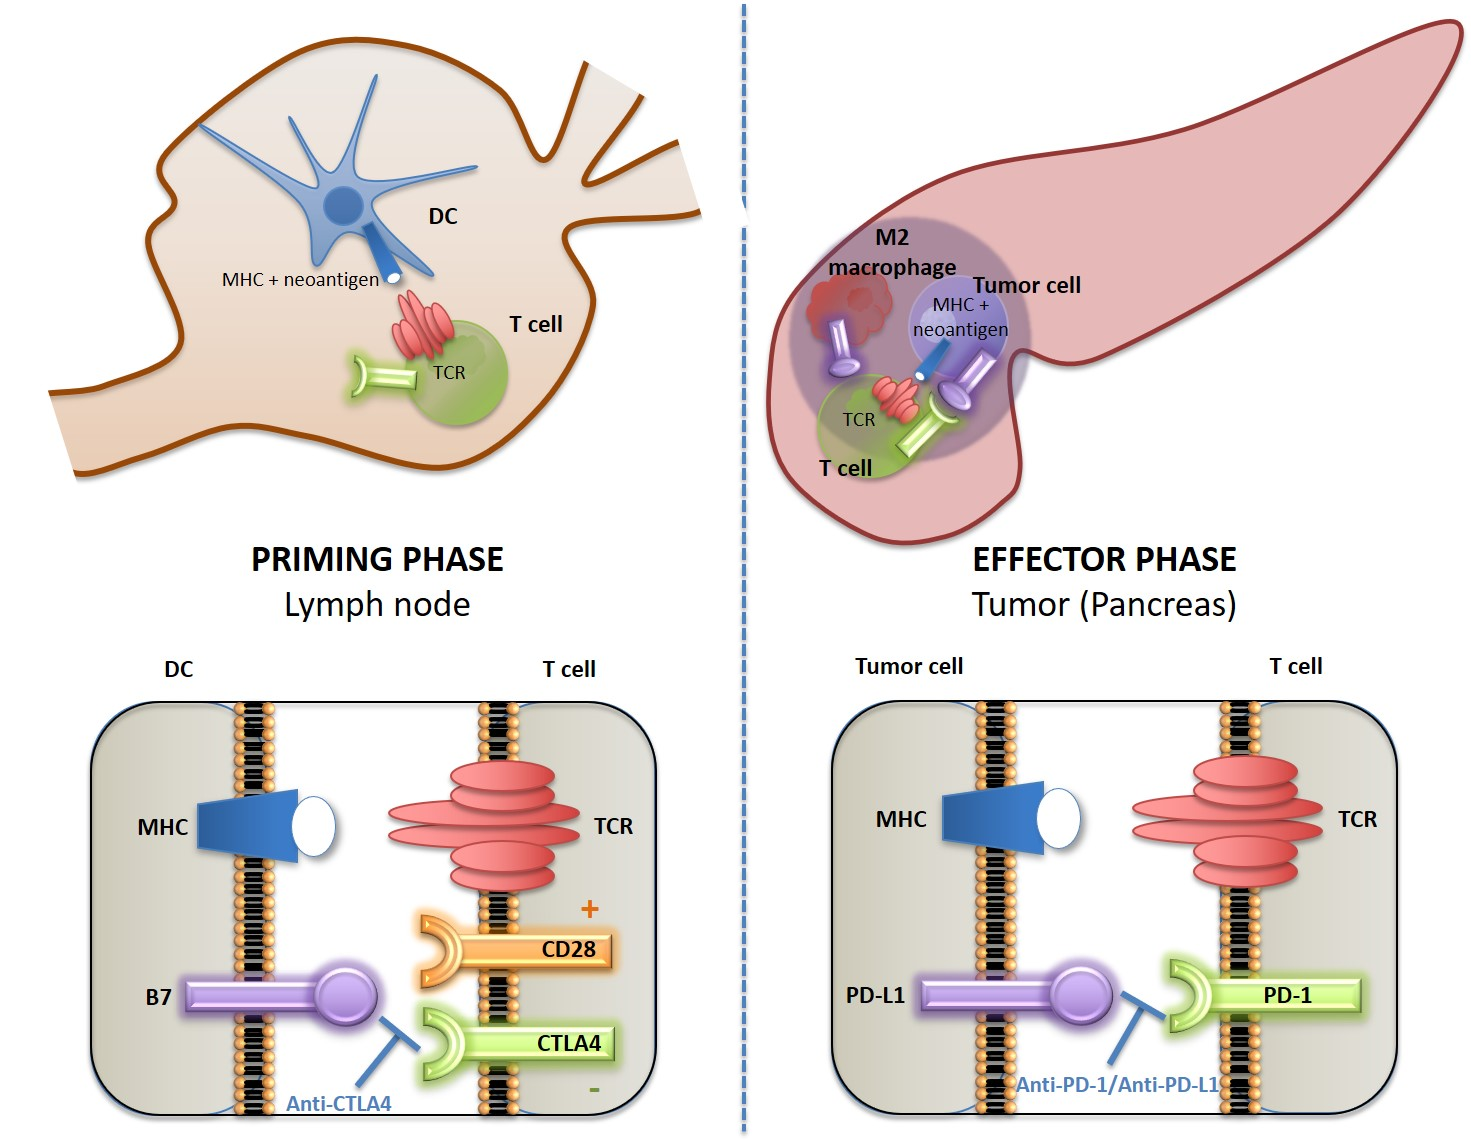 DC
MHC + neoantigen
T cell
TCR
M2
macrophage
Tumor cell
MHC +
neoantigen
TCR
T cell
PRIMING PHASE
Lymph node
EFFECTOR PHASE
Tumor (Pancreas)
DC
T cell
MHC
TCR
+
CD28
B7
CTLA4
-
Anti-CTLA4
Tumor cell
T cell
MHC
TCR
PD-L1
PD-1
Anti-PD-1/Anti-PD-L1